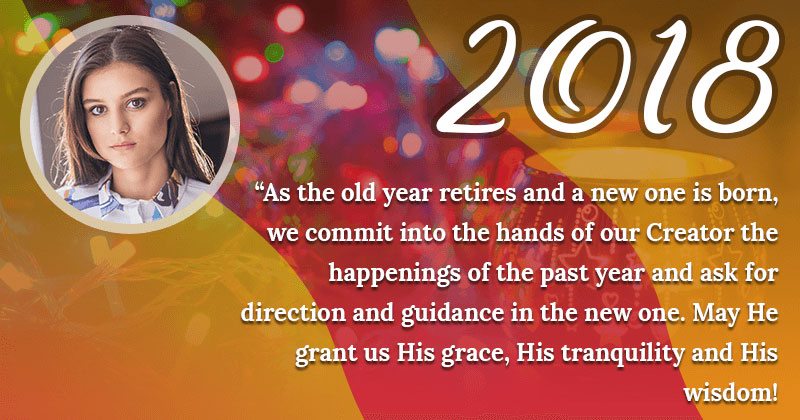 2018
“As the old year retires and a new one is born,
we commit into the hands of our Creator the
happenings of the past year and ask for
direction and guidance in the new one. May He
grant us His grace, His tranquility and His
wisdom!